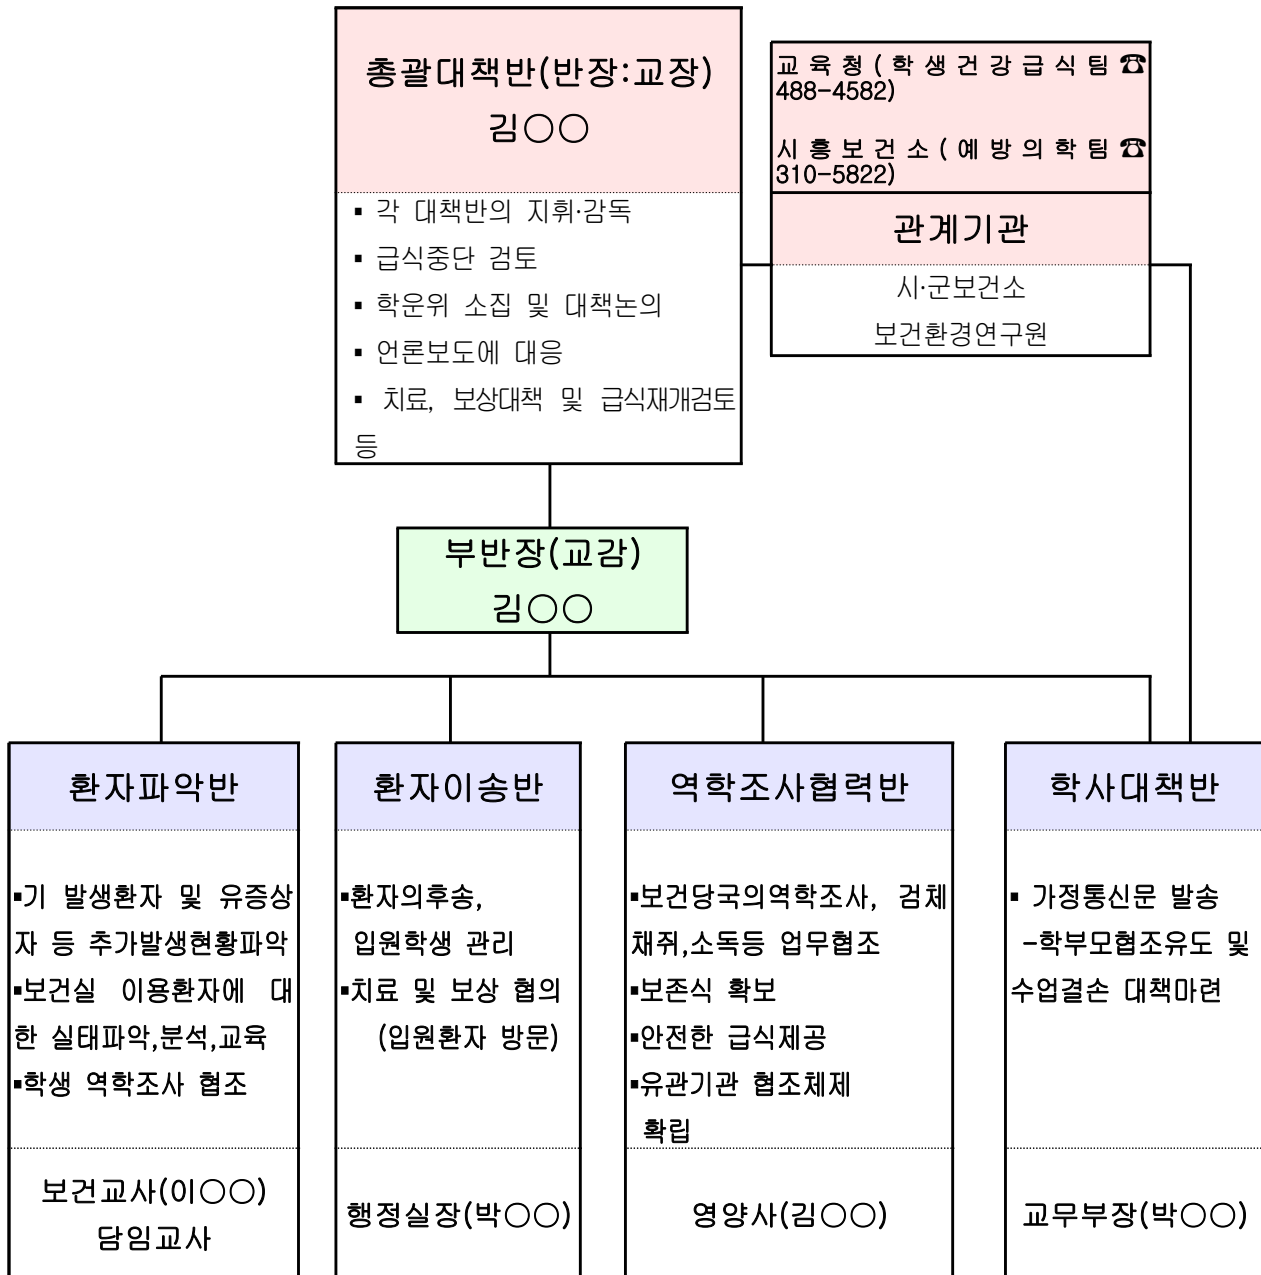 총괄대책반(반장:교장)
김○○
▪ 각 대책반의 지휘·감독
▪ 급식중단 검토
▪ 학운위 소집 및 대책논의
▪ 언론보도에 대응
▪ 치료, 보상대책 및 급식재개검토
등
교육청(학생건강급식팀☎
488-4582)
시흥보건소(예방의학팀☎
310-5822)
관계기관
시·군보건소
보건환경연구원
부반장(교감)
김○○
환자파악반
▪기 발생환자 및 유증상
자 등 추가발생현황파악
▪보건실 이용환자에 대
한 실태파악,분석,교육
▪학생 역학조사 협조
보건교사(이○○)
담임교사
환자이송반
▪환자의후송,
입원학생 관리
▪치료 및 보상 협의
(입원환자 방문)
행정실장(박○○)
역학조사협력반
▪보건당국의역학조사, 검체
채취,소독등 업무협조
▪보존식 확보
▪안전한 급식제공
▪유관기관 협조체제
확립
영양사(김○○)
학사대책반
▪ 가정통신문 발송
-학부모협조유도 및
수업결손 대책마련
교무부장(박○○)